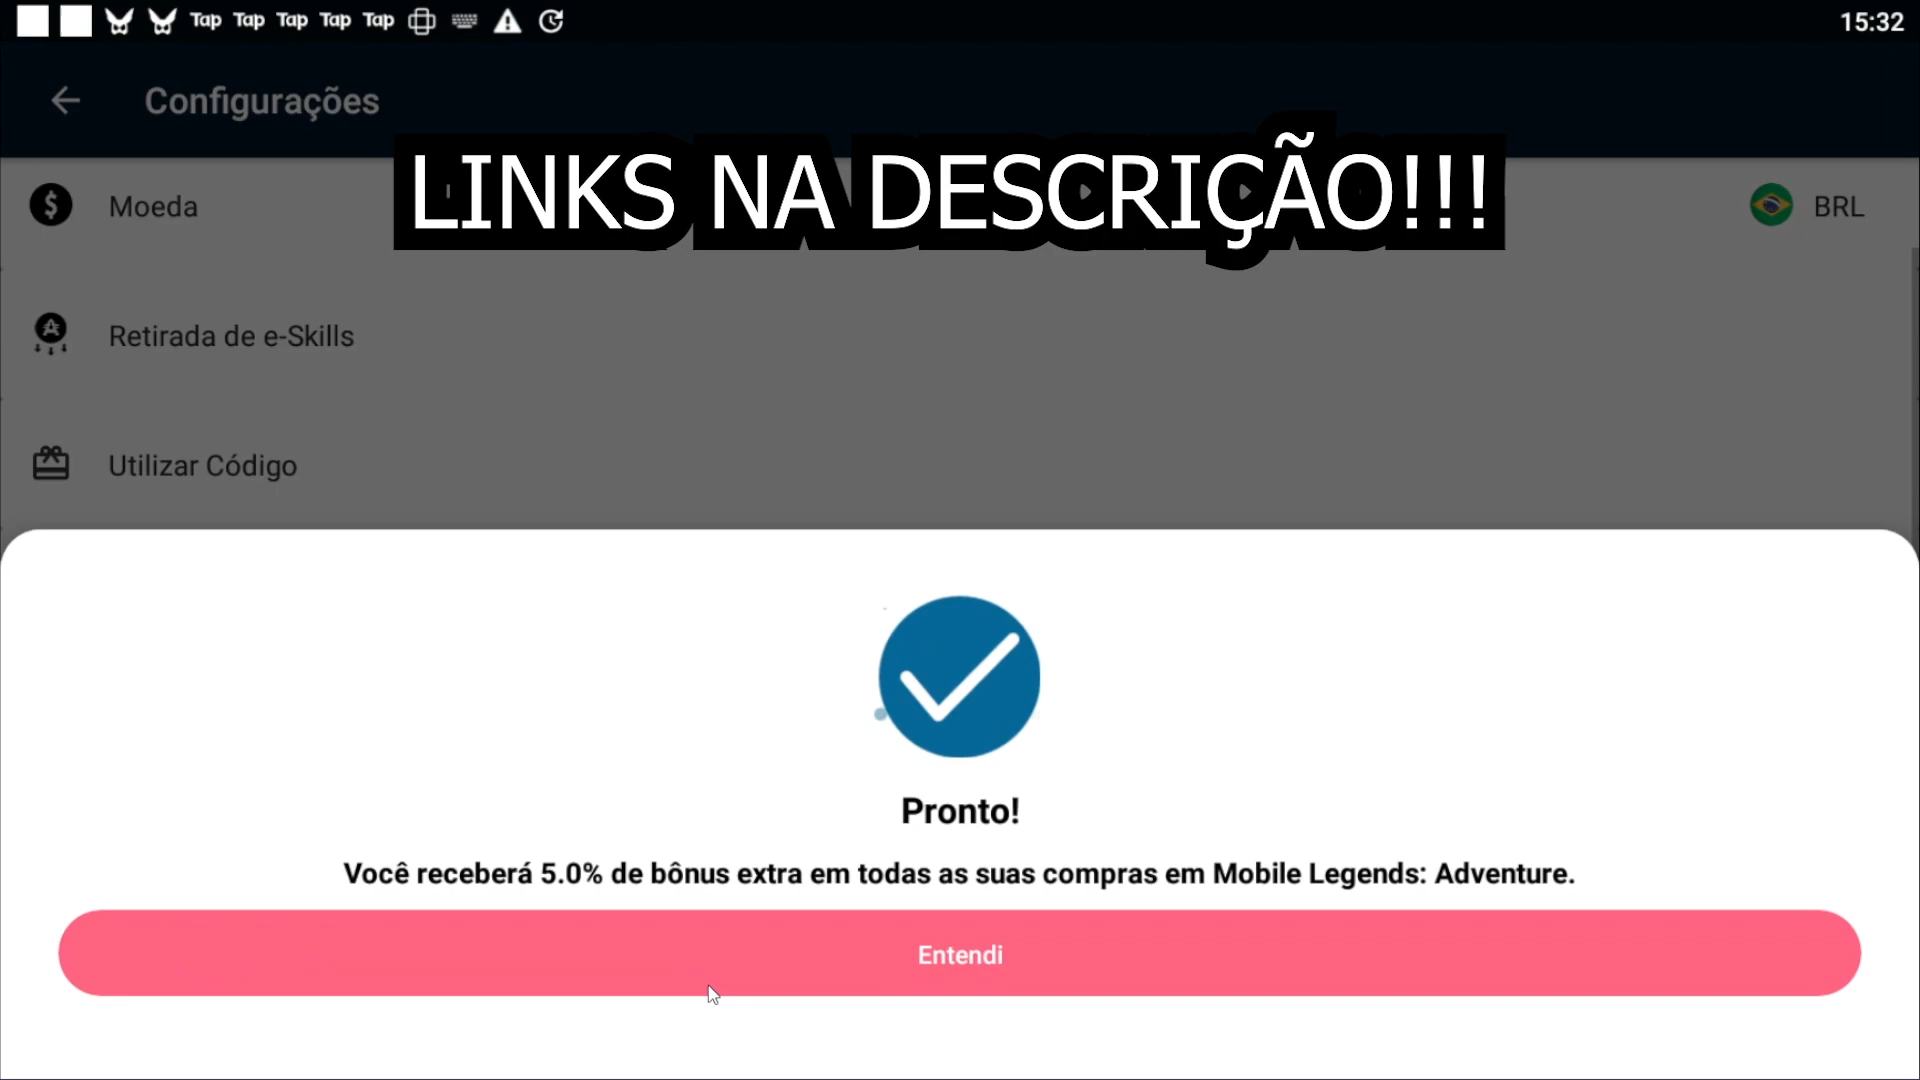 Tap Tap Tap Tap Tap 15:32
Configurações
LINKS NA DESCRIÇÃO!!!
Moeda BRL
Retirada de e-Skills
Utilizar Código
Pronto!
Você receberá 5.0% de bônus extra em todas as suas compras em Mobile Legends: Adventure.
Entendi